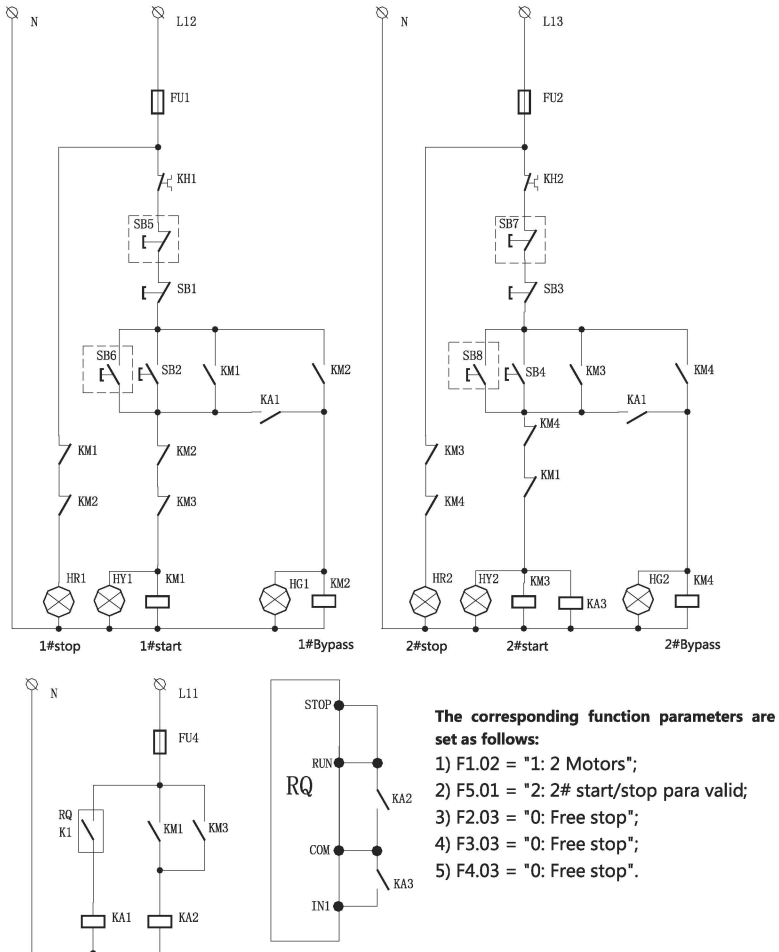 N L12
FU1
KH1
SB5
SB1
SB6 SB2 KM1 KM2
KA1
KM1 KM2
KM2 KM3
HR1 HY1 KM1 HG1 KM2
1#stop 1#start 1#Bypass
N L13
FU2
KH2
SB7
SB3
SB8 SB4 KM3 KM4
KA1
KM4
KM3
KM1
KM4
HR2 HY2 KM3 KA3 HG2 KM4
2#stop 2#start 2#Bypass
N L11
FU4
RQ
K1 KM1 KM3
KA1 KA2
STOP
RUN
RQ
KA2
COM
KA3
IN1
The corresponding function parameters are
set as follows:
1) F1.02 = "1: 2 Motors";
2) F5.01 = "2: 2# start/stop para valid;
3) F2.03 = "0: Free stop";
4) F3.03 = "0: Free stop";
5) F4.03 = "0: Free stop".